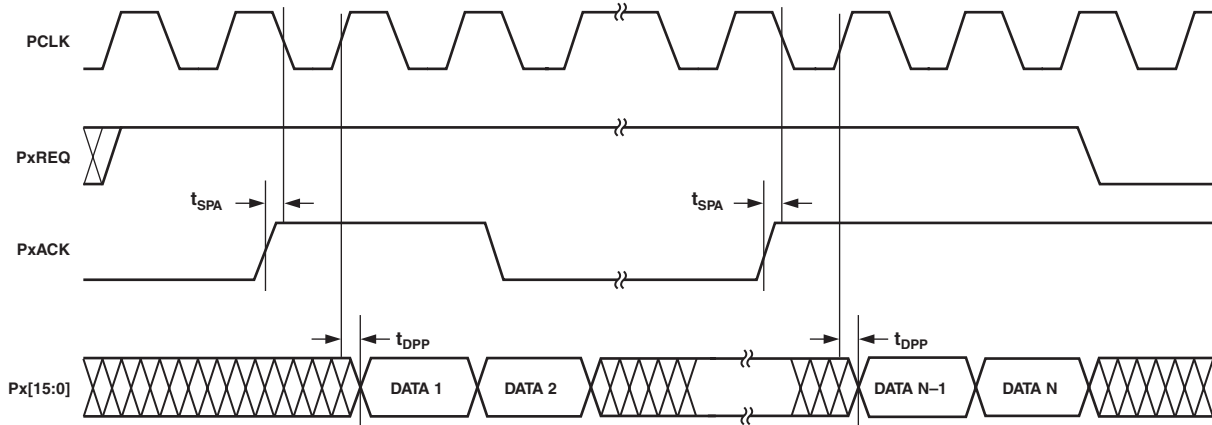 PCLK
PxREQ
tSPA
tSPA
PxACK
tDPP
tDPP
Px[15:0]
DATA 1
DATA 2
DATA N–1
DATA N